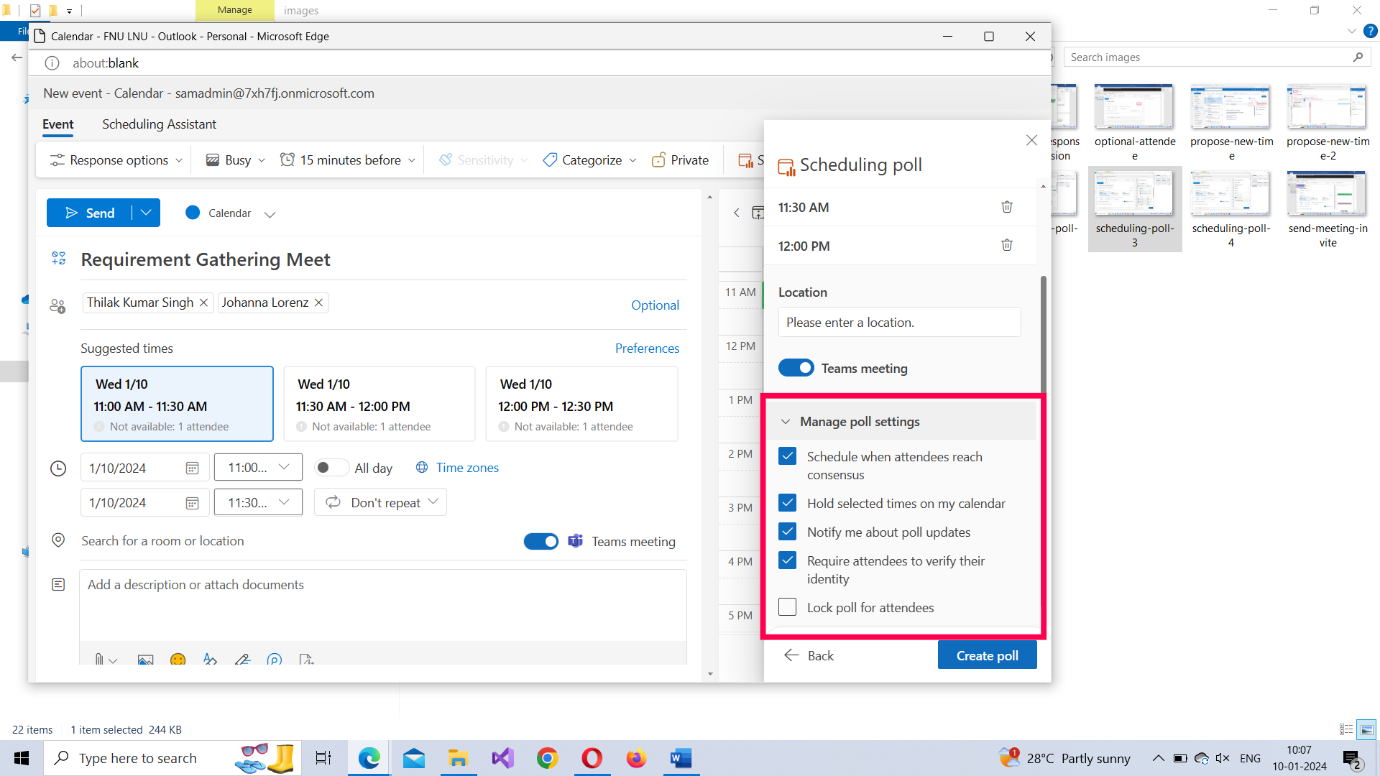 Manage
images
Fil
Calendar - FNU LNU - Outlook - Personal - Microsoft Edge
about:blank
Search images
New event - Calendar - samadmin@7xh7fj.onmicrosoft.com
Event
Scheduling Assistant
Response options
Busy
15 minutes before
Sensitivity
Categorize
Private
S
Send
Calendar
Requirement Gathering Meet
Thilak Kumar Singh
Johanna Lorenz
Optional
Suggested times
Preferences
Wed 1/10
11:00 AM - 11:30 AM
Not available: 1 attendee
Wed 1/10
11:30 AM - 12:00 PM
Not available: 1 attendee
Wed 1/10
12:00 PM - 12:30 PM
Not available: 1 attendee
1/10/2024
11:00...
All day
Time zones
1/10/2024
11:30...
Don't repeat
Search for a room or location
Teams meeting
Add a description or attach documents
11 AM
12 PM
1 PM
2 PM
3 PM
4 PM
5 PM
Scheduling poll
11:30 AM
12:00 PM
Location
Please enter a location.
Teams meeting
Manage poll settings
Schedule when attendees reach
consensus
Hold selected times on my calendar
Notify me about poll updates
Require attendees to verify their
identity
Lock poll for attendees
Back
Create poll
espons
sion
optional-attende
e
propose-new-tim
e
propose-new-tim
e-2
-poll-
scheduling-poll-
3
scheduling-poll-
4
send-meeting-in
vite
22 items
1 item selected 244 KB
Type here to search
1
28°C Partly sunny
ENG
10:07
10-01-2024
2